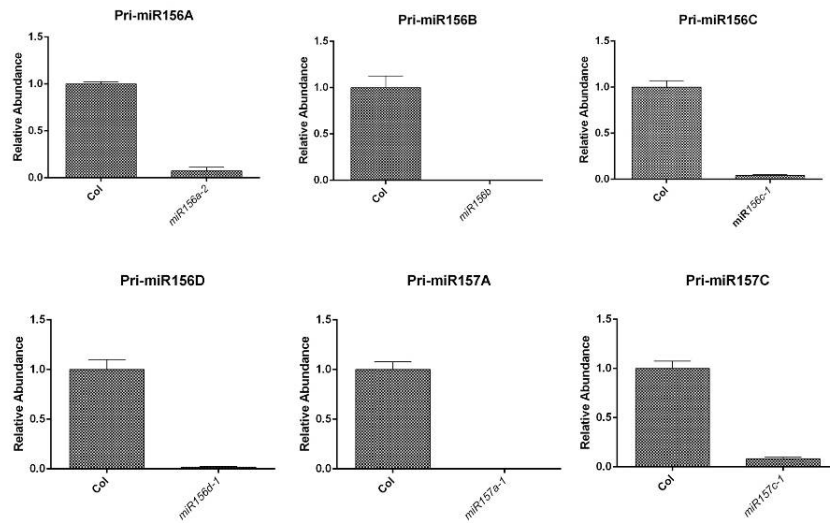 Pri-miR156A
Relative Abundance
1.5
1.0
0.5
0.0
Col
miR156a-2
Pri-miR156B
Relative Abundance
1.5
1.0
0.5
0.0
Col
miR156b
Pri-miR156C
Relative Abundance
1.5
1.0
0.5
0.0
Col
miR156c-1
Pri-miR156D
Relative Abundance
1.5
1.0
0.5
0.0
Col
miR156d-1
Pri-miR157A
Relative Abundance
1.5
1.0
0.5
0.0
Col
miR157a-1
Pri-miR157C
Relative Abundance
1.5
1.0
0.5
0.0
Col
miR157c-1